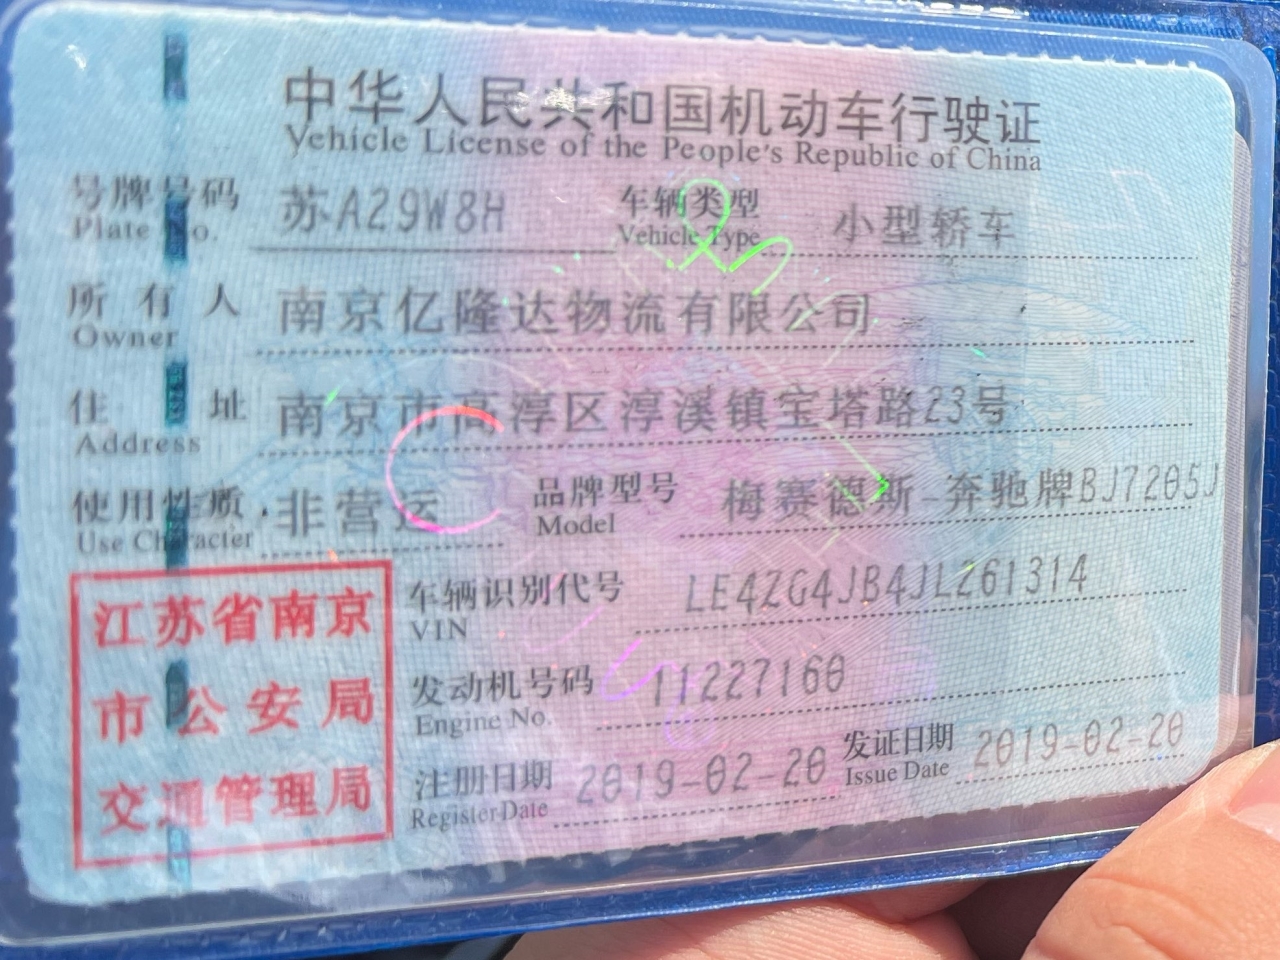 中华人民共和国机动车行驶证
Vehicle License of the People's Republic of China
号牌号码 苏A29W8H 车辆类型 小型轿车
Plate No. Vehicle Type
所有人 南京亿隆达物流有限公司
Owner
住址 南京市高淳区淳溪镇宝塔路23号
Address
使用性质 非营运 品牌型号 梅赛德斯-奔驰牌BJ7205J
Use Character Model
江苏省南京
市公安局
交通管理局
车辆识别代号 LE4ZG4JB4JL261314
VIN
发动机号码 11227160
Engine No.
注册日期 2019-02-20 发证日期 2019-02-20
Register Date Issue Date